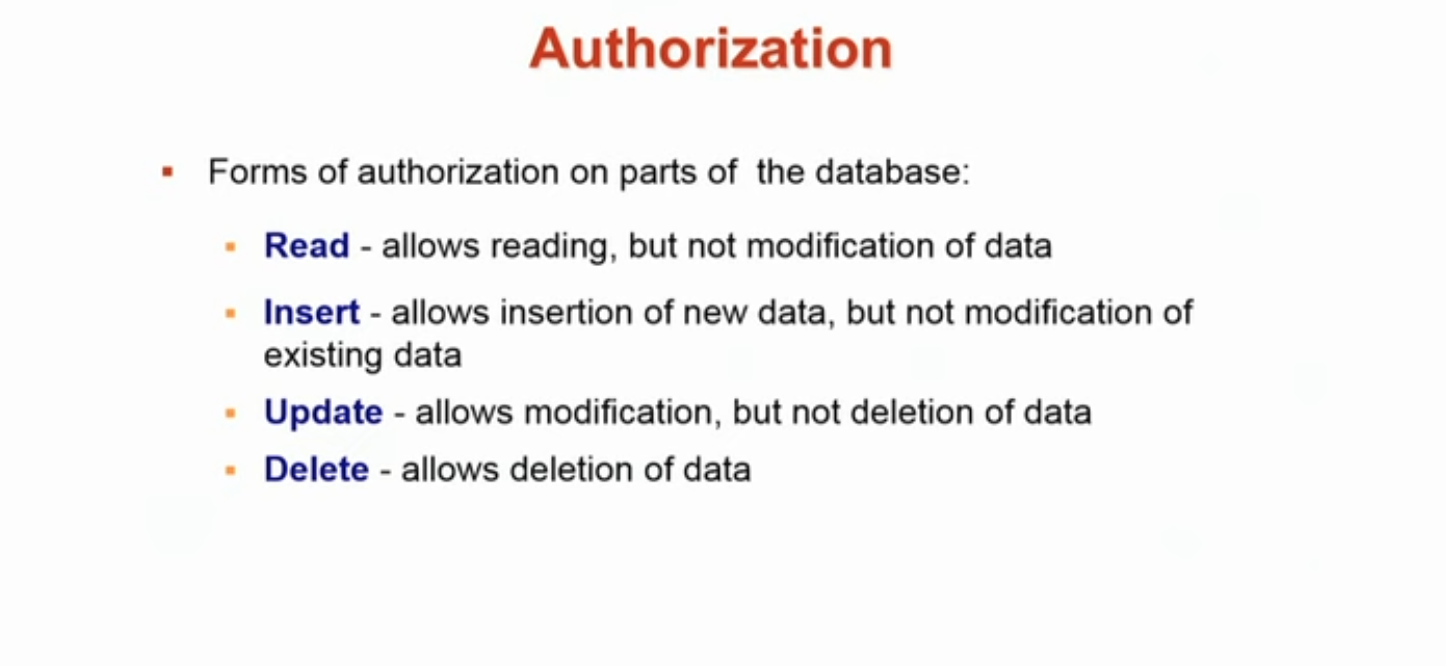 Authorization
▪ Forms of authorization on parts of the database:
▪ Read - allows reading, but not modification of data
▪ Insert - allows insertion of new data, but not modification of
existing data
▪ Update - allows modification, but not deletion of data
▪ Delete - allows deletion of data